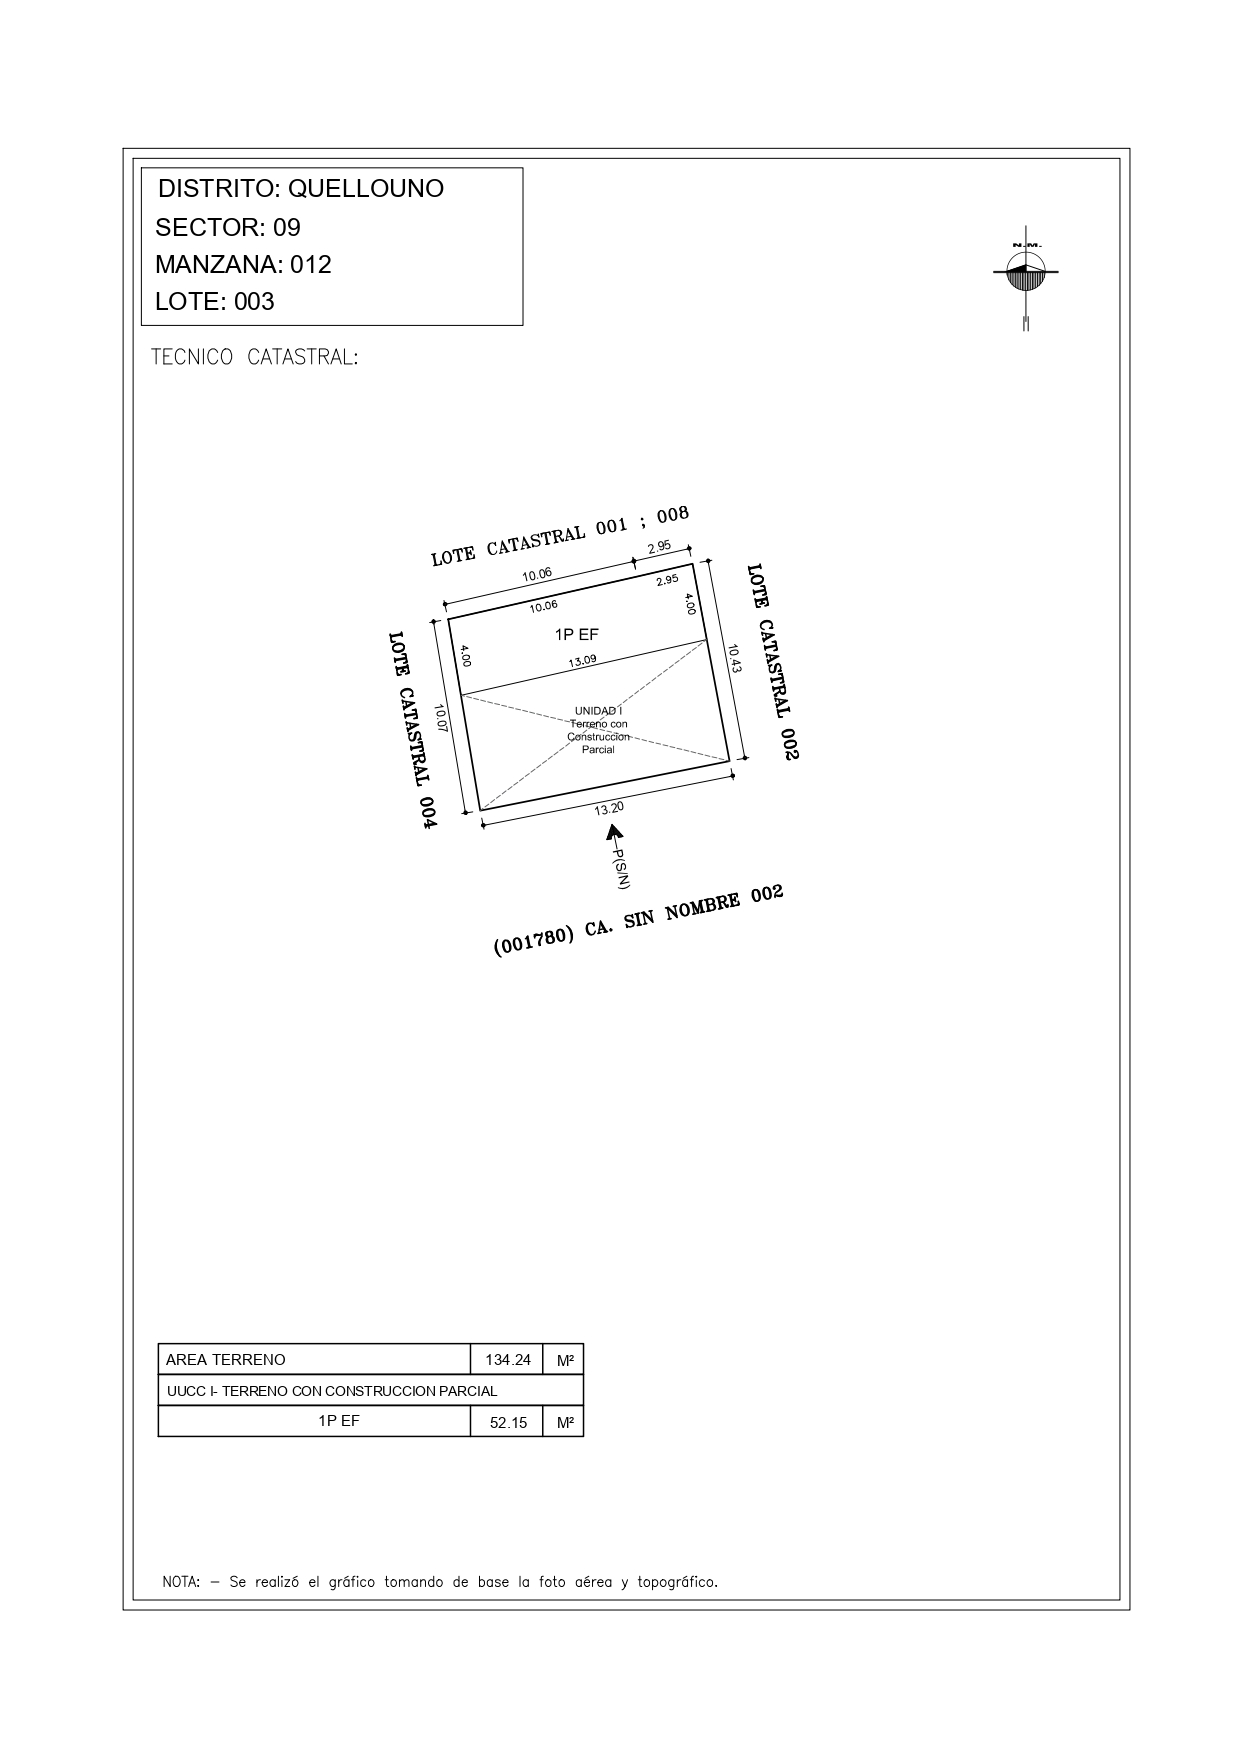 DISTRITO: QUELLOUNO
SECTOR: 09
MANZANA: 012
LOTE: 003
N.M.
TECNICO CATASTRAL:
LOTE CATASTRAL 001 ; 008
2.95
10.06
2.95
10.06
4.00
1P EF
4.00
13.09
LOTE CATASTRAL 002
10.43
LOTE CATASTRAL 004
10.07
UNIDAD I
Terreno con
Construccion
Parcial
13.20
P(S/N)
(001780) CA. SIN NOMBRE 002
AREA TERRENO 134.24 M²
UUCC I- TERRENO CON CONSTRUCCION PARCIAL
1P EF 52.15 M²
NOTA: - Se realizó el gráfico tomando de base la foto aérea y topográfico.